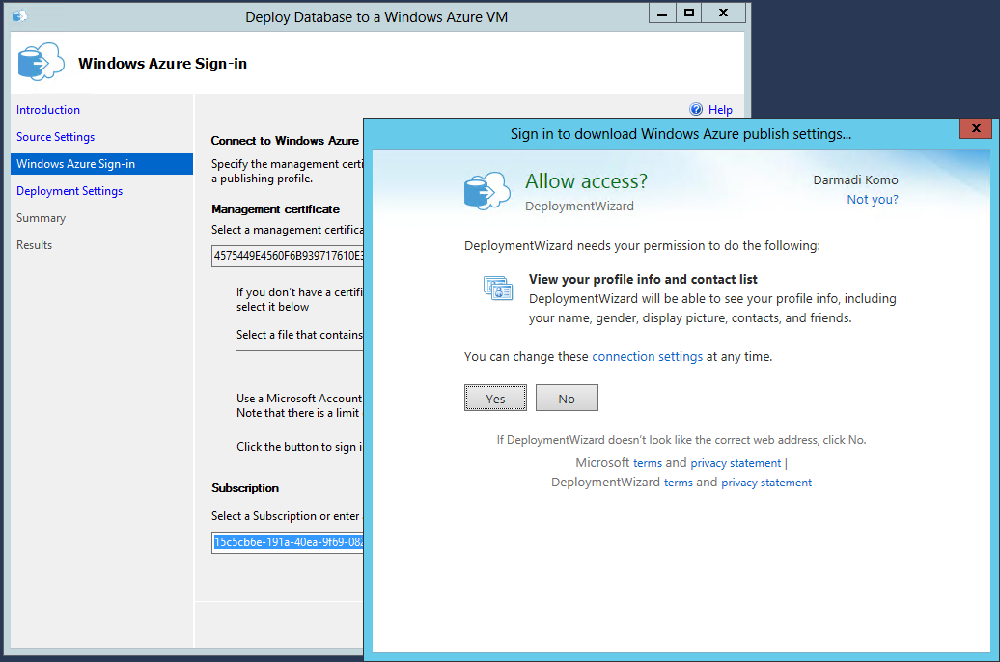 Deploy Database to a Windows Azure VM
Windows Azure Sign-in
Introduction
Source Settings
Windows Azure Sign-in
Deployment Settings
Summary
Results
Help
Connect to Windows Azure
Specify the management certi
a publishing profile.
Management certificate
Select a management certifica
4575449E4560F6B939717610E3
If you don't have a certifi
select it below
Select a file that contains
Use a Microsoft Account
Note that there is a limit
Click the button to sign i
Subscription
Select a Subscription or enter
15c5cb6e-191a-40ea-9f69-082
Sign in to download Windows Azure publish settings...
Allow access?
DeploymentWizard
Darmadi Komo
Not you?
DeploymentWizard needs your permission to do the following:
View your profile info and contact list
DeploymentWizard will be able to see your profile info, including
your name, gender, display picture, contacts, and friends.
You can change these connection settings at any time.
Yes
No
If DeploymentWizard doesn't look like the correct web address, click No.
Microsoft terms and privacy statement |
DeploymentWizard terms and privacy statement